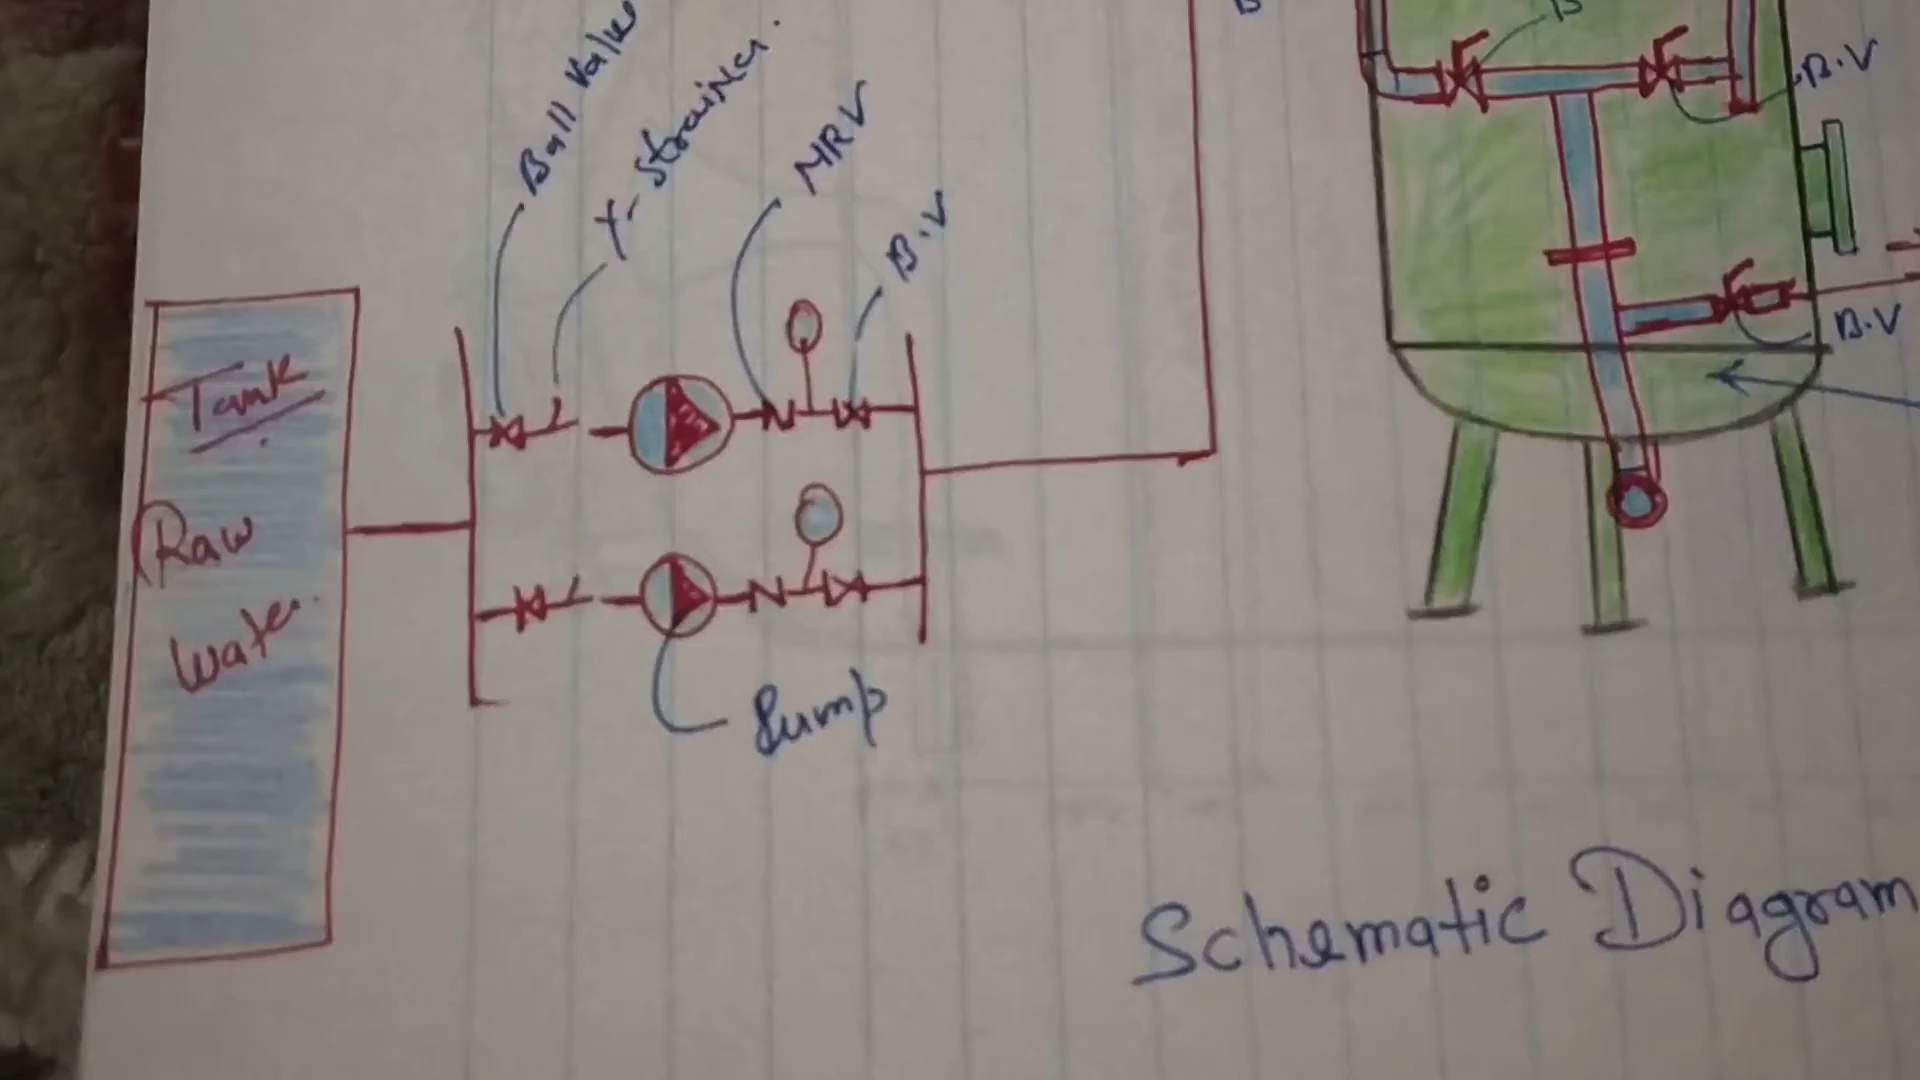 Ball Valve
Y-Strainer.
NRV
B.V
B
B
B.V
B.V
Tank
Raw
Water.
Pump
Schematic Diagram